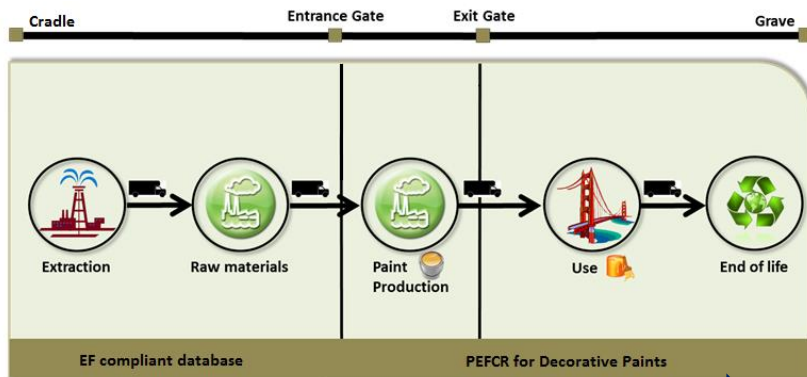 Cradle
Entrance Gate
Exit Gate
Grave
Extraction
Raw materials
Paint
Production
Use
End of life
EF compliant database
PEFCR for Decorative Paints